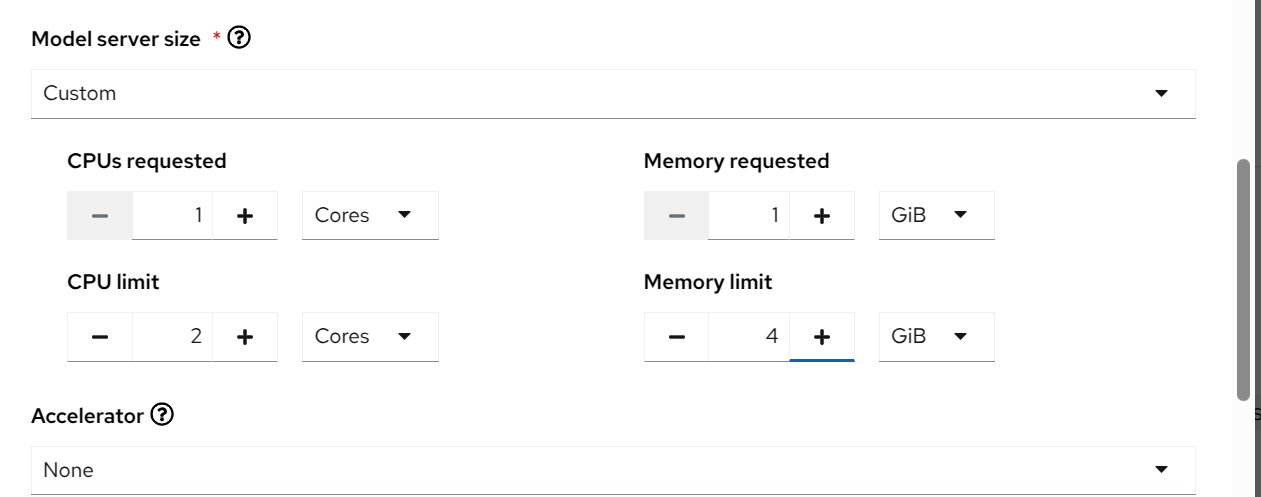 Model server size * ?
Custom
CPUs requested
Memory requested
1
Cores
1
GiB
CPU limit
Memory limit
2
Cores
4
GiB
Accelerator ?
None